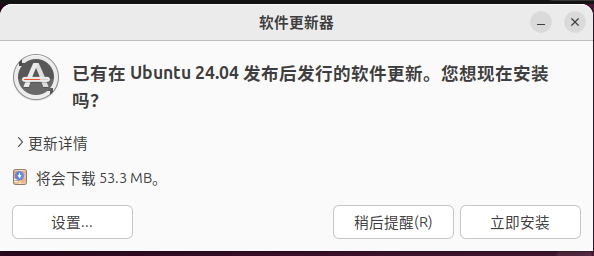 软件更新器
已有在 Ubuntu 24.04 发布后发行的软件更新。您想现在安装
吗？
更新详情
将会下载 53.3 MB。
设置...
稍后提醒(R)
立即安装